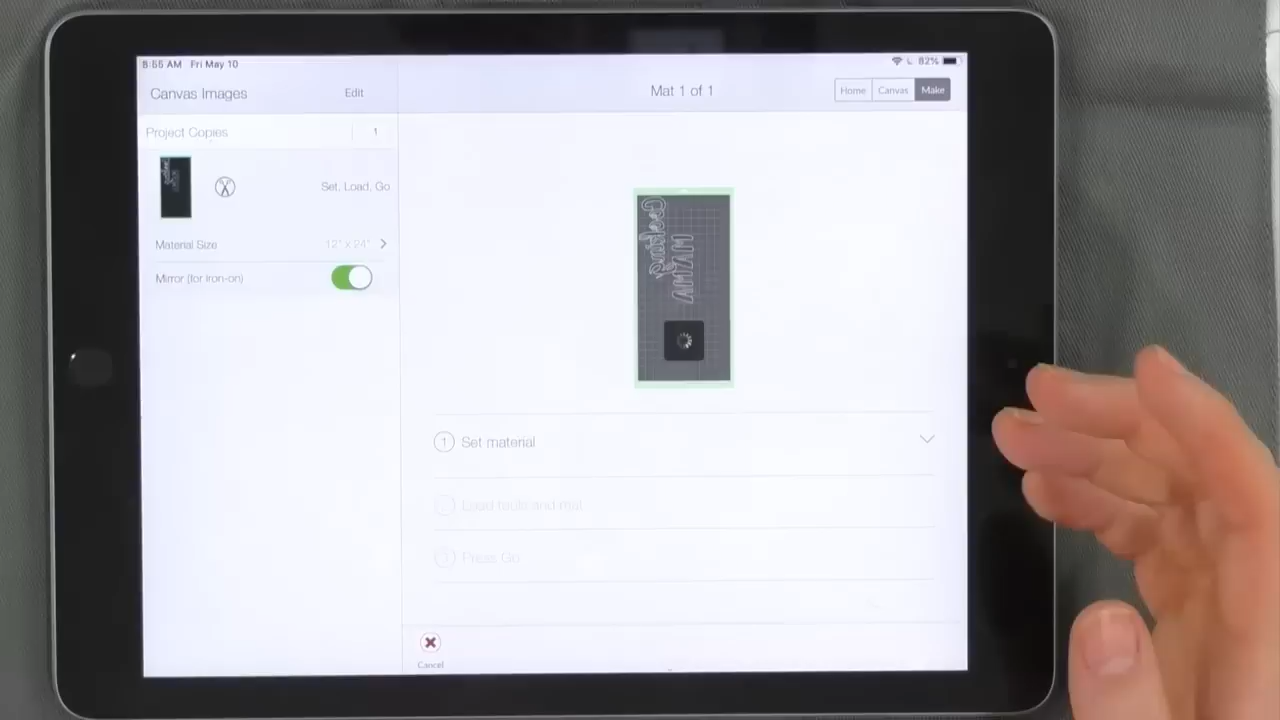 8:55 AM Fri May 10
82%
Canvas Images
Edit
Mat 1 of 1
Home
Canvas
Make
Project Copies
1
Set, Load, Go
Material Size
12" x 24"
Mirror (for Iron-on)
MAMA
1 Set material
Load tools and mat
3 Press Go
Cancel